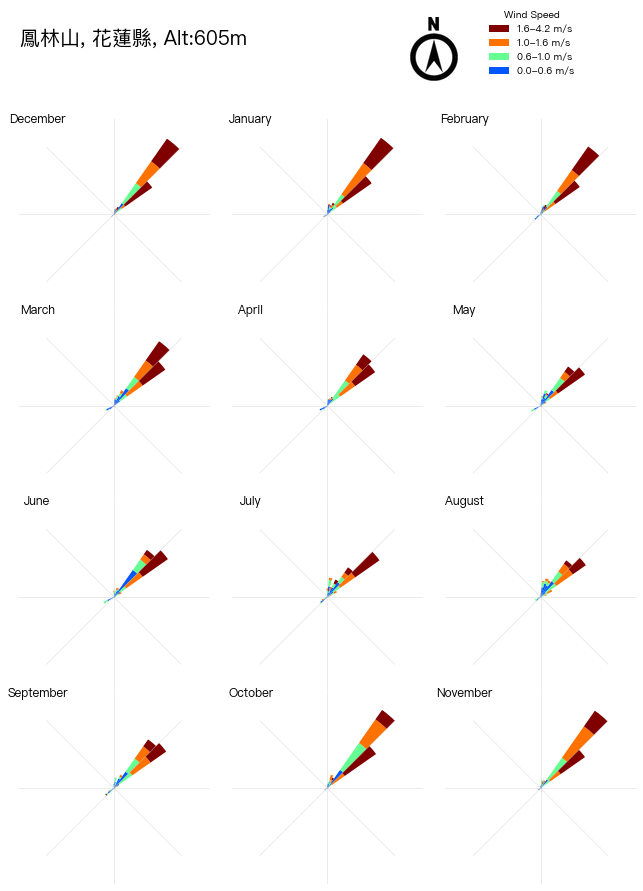 鳳林山, 花蓮縣, Alt:605m
N
Wind Speed
1.6–4.2 m/s
1.0–1.6 m/s
0.6–1.0 m/s
0.0–0.6 m/s
December
January
February
March
April
May
June
July
August
September
October
November